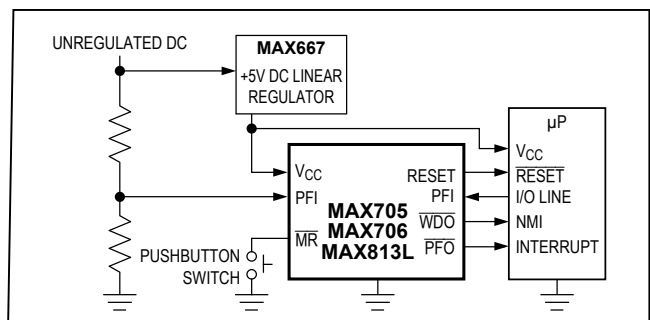 UNREGULATED DC
MAX667
+5V DC LINEAR
REGULATOR
µP
VCC
RESET
I/O LINE
NMI
INTERRUPT
VCC
PFI
MR
RESET
PFI
WDO
PFO
MAX705
MAX706
MAX813L
PUSHBUTTON
SWITCH